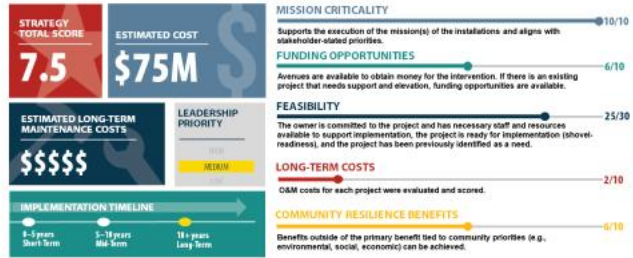 STRATEGY
TOTAL SCORE
7.5
ESTIMATED COST
$75M
ESTIMATED LONG-TERM
MAINTENANCE COSTS
$$$$$
LEADERSHIP
PRIORITY
HIGH
MEDIUM
LOW
IMPLEMENTATION TIMELINE
0–5 years
Short-Term
5–10 years
Mid-Term
10+ years
Long-Term
MISSION CRITICALITY
10/10
Supports the execution of the mission(s) of the installations and aligns with
stakeholder-stated priorities.
FUNDING OPPORTUNITIES
6/10
Avenues are available to obtain money for the intervention. If there is an existing
project that needs support and elevation, funding opportunities are available.
FEASIBILITY
25/30
The owner is committed to the project and has necessary staff and resources
available to support implementation, the project is ready for implementation (shovel-
readiness), and the project has been previously identified as a need.
LONG-TERM COSTS
2/10
O&M costs for each project were evaluated and scored.
COMMUNITY RESILIENCE BENEFITS
6/10
Benefits outside of the primary benefit tied to community priorities (e.g.,
environmental, social, economic) can be achieved.